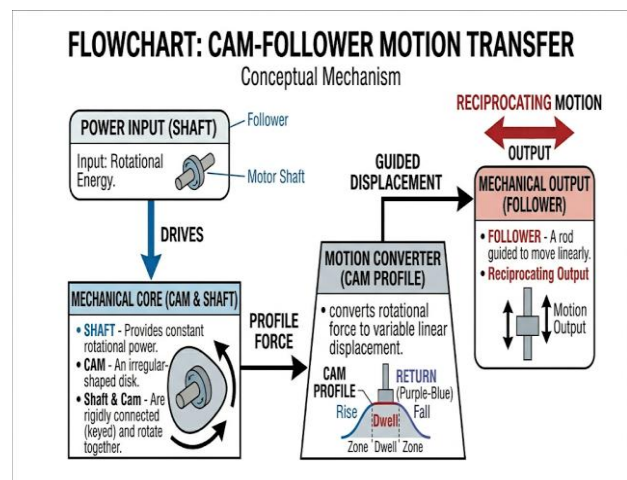 FLOWCHART: CAM-FOLLOWER MOTION TRANSFER
Conceptual Mechanism
POWER INPUT (SHAFT)
Input: Rotational
Energy.
Follower
Motor Shaft
DRIVES
MECHANICAL CORE (CAM & SHAFT)
• SHAFT - Provides constant
rotational power.
• CAM - An irregular-
shaped disk.
• Shaft & Cam - Are
rigidly connected
(keyed) and rotate
together.
PROFILE
FORCE
MOTION CONVERTER
(CAM PROFILE)
• converts rotational
force to variable linear
displacement.
CAM
PROFILE
RETURN
(Purple-Blue)
Rise
Dwell
Fall
Zone 'Dwell' Zone
GUIDED
DISPLACEMENT
RECIPROCATING MOTION
OUTPUT
MECHANICAL OUTPUT
(FOLLOWER)
• FOLLOWER - A rod
guided to move linearly.
• Reciprocating Output
Motion
Output